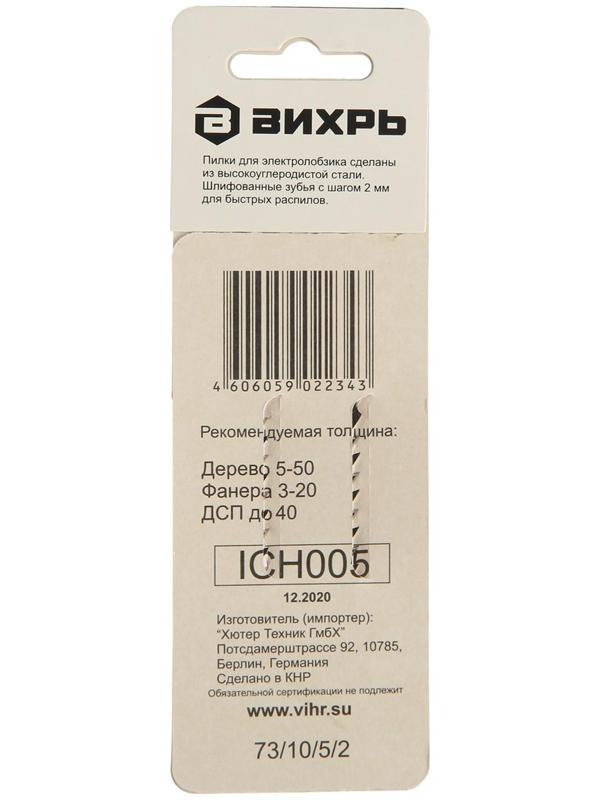 ВИХРЬ
Пилки для электролобзика сделаны
из высокоуглеродистой стали.
Шлифованные зубья с шагом 2 мм
для быстрых распилов.
4 606059 022343
Рекомендуемая толщина:
Дерево 5-50
Фанера 3-20
ДСП до 40
ICH005
12.2020
Изготовитель (импортер):
“Хютер Техник ГмбХ”
Потсдамерштрассе 92, 10785,
Берлин, Германия
Сделано в КНР
Обязательной сертификации не подлежит
www.vihr.su
73/10/5/2